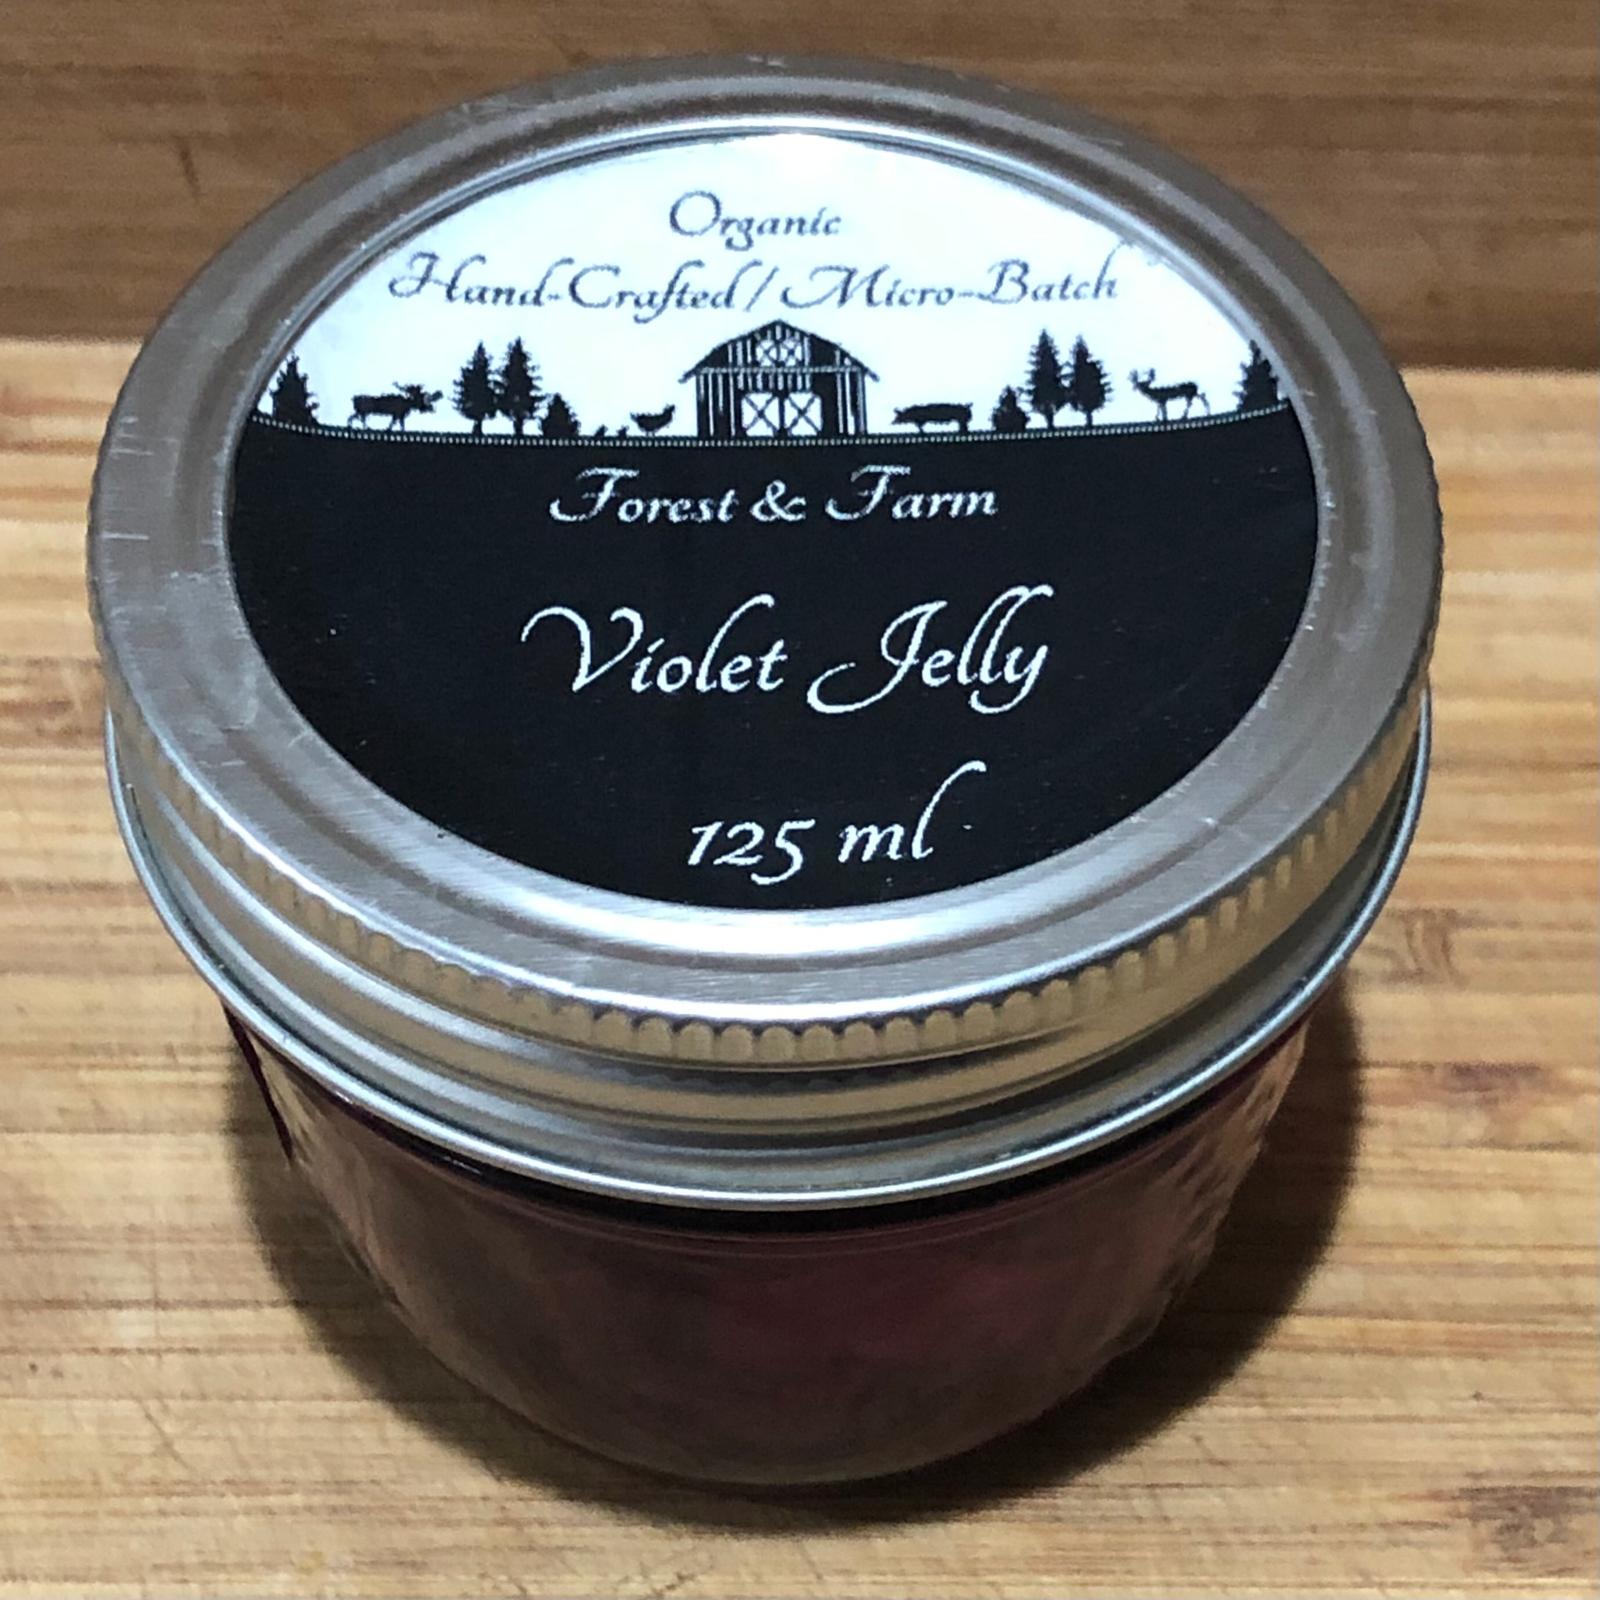 Organic
Hand-Crafted / Micro-Batch
Forest & Farm
Violet Jelly
125 ml